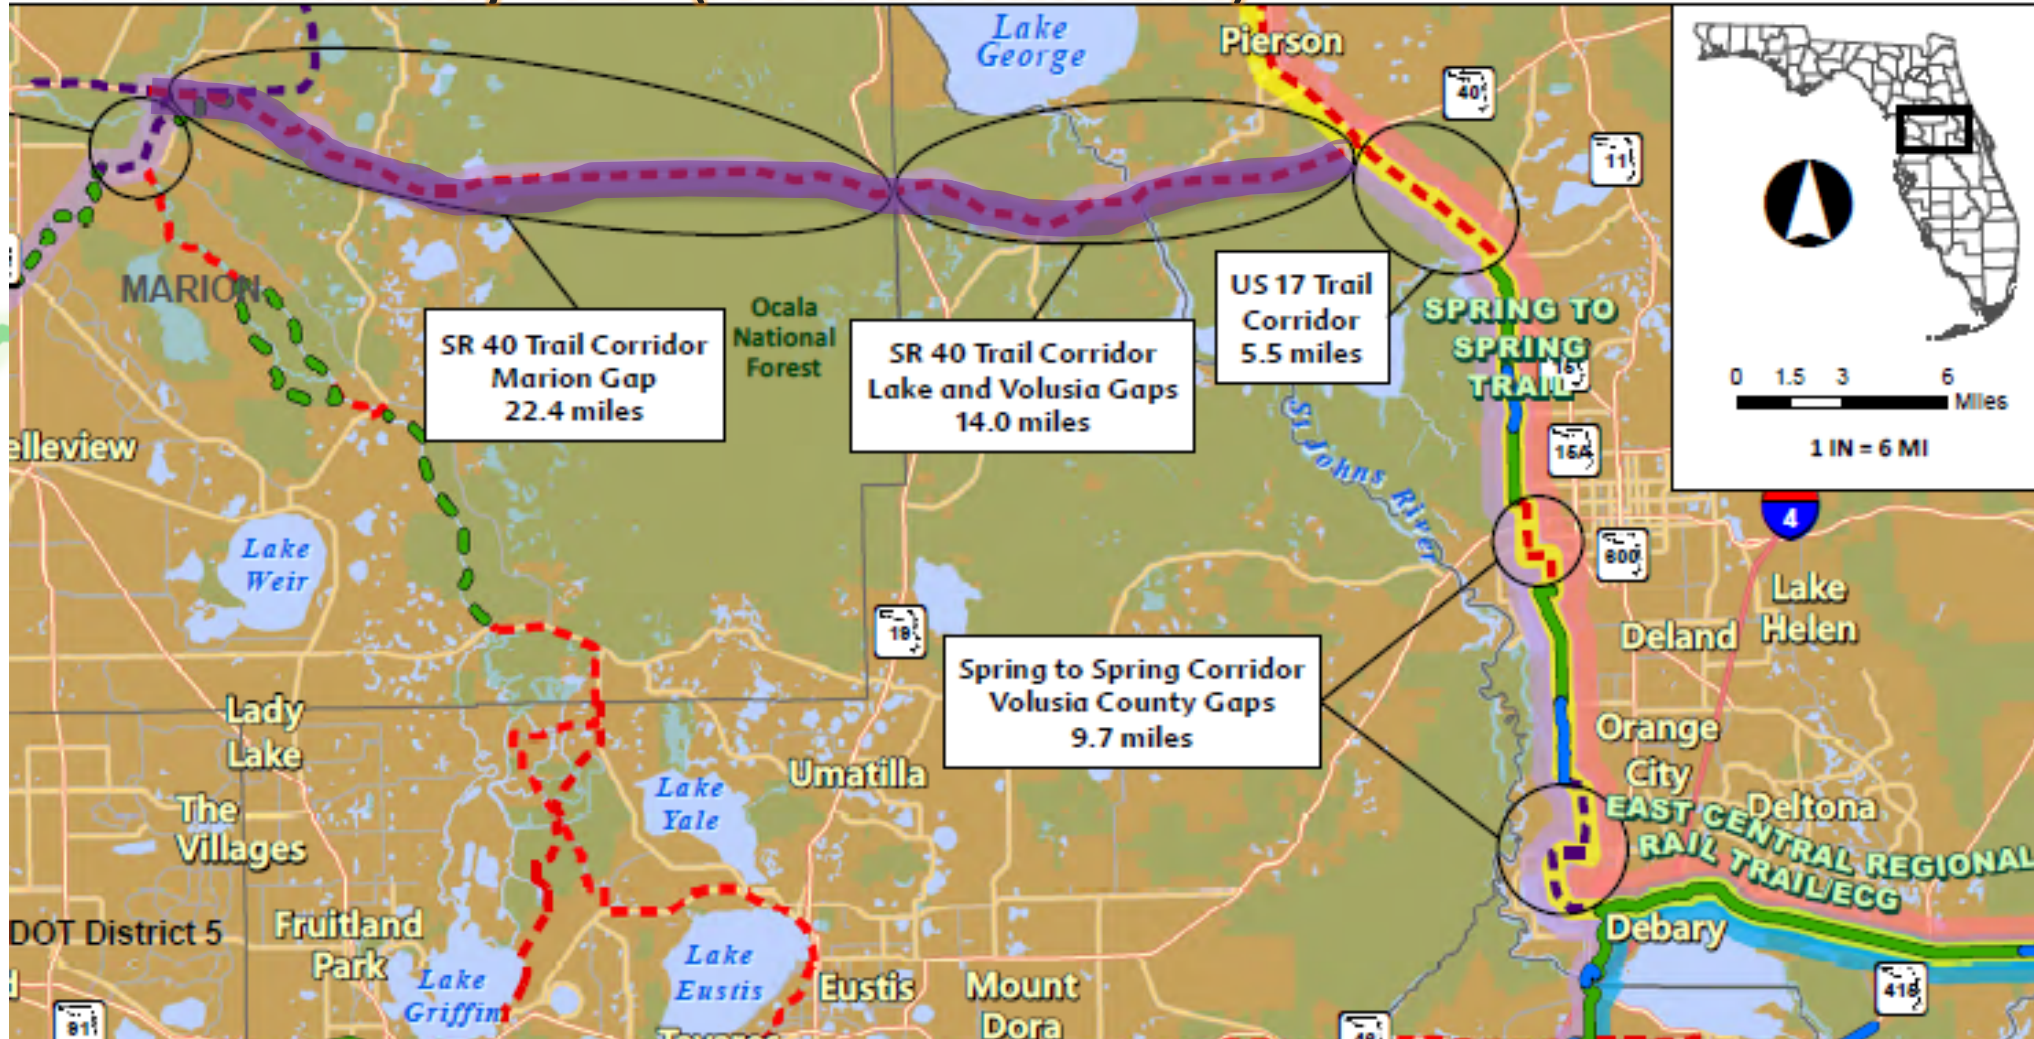 Lake
George
Pierson
40
11
MARION
Ocala
National
Forest
SR 40 Trail Corridor
Marion Gap
22.4 miles
SR 40 Trail Corridor
Lake and Volusia Gaps
14.0 miles
US 17 Trail
Corridor
5.5 miles
SPRING TO
SPRING
TRAIL
0 1.5 3 6
Miles
1 IN = 6 MI
elleview
15A
St Johns River
4
Lake
Weir
600
Lake
Helen
19
Deland
Spring to Spring Corridor
Volusia County Gaps
9.7 miles
Lady
Lake
Orange
City
Umatilla
The
Villages
Lake
Yale
Deltona
EAST CENTRAL REGIONAL
RAIL TRAIL/ECG
DOT District 5
Fruitland
Park
Debary
Lake
Griffin
Lake
Eustis
Eustis
Mount
Dora
415